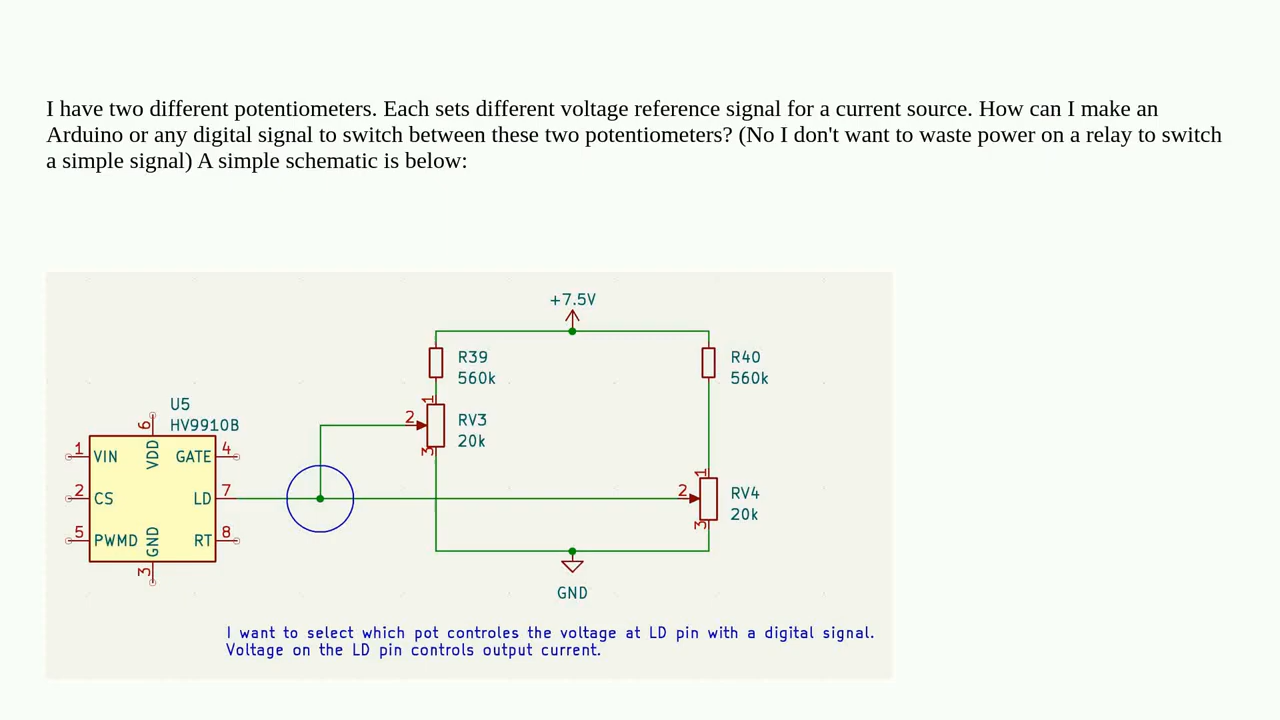 I have two different potentiometers. Each sets different voltage reference signal for a current source. How can I make an
Arduino or any digital signal to switch between these two potentiometers? (No I don't want to waste power on a relay to switch
a simple signal) A simple schematic is below:
+7.5V
R39
560k
R40
560k
U5
HV9910B
1
2
RV3
20k
3
6
1
VIN
VDD
GATE
4
2
CS
LD
7
5
PWMD
GND
RT
8
3
1
2
RV4
20k
3
GND
I want to select which pot controles the voltage at LD pin with a digital signal.
Voltage on the LD pin controls output current.